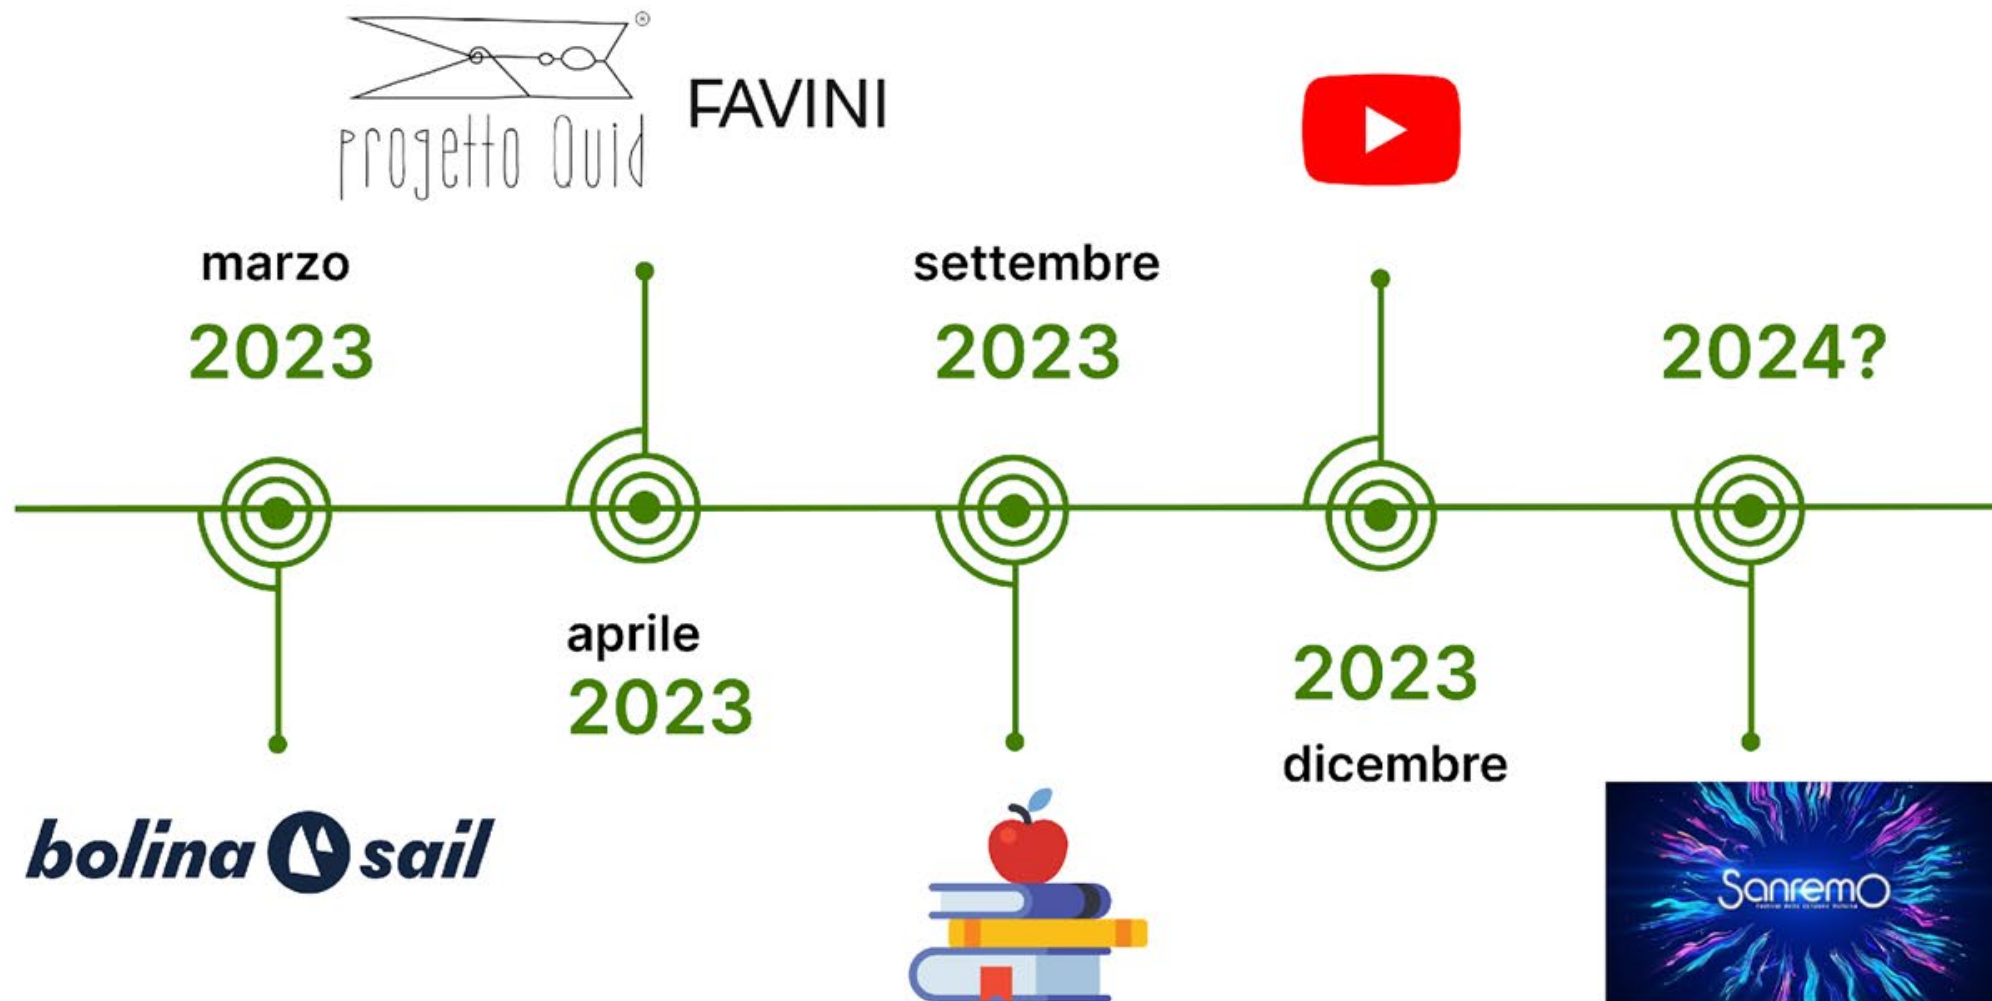 ®
progetto Quid
FAVINI
marzo
2023
settembre
2023
2024?
aprile
2023
2023
dicembre
bolina sail
Sanremo